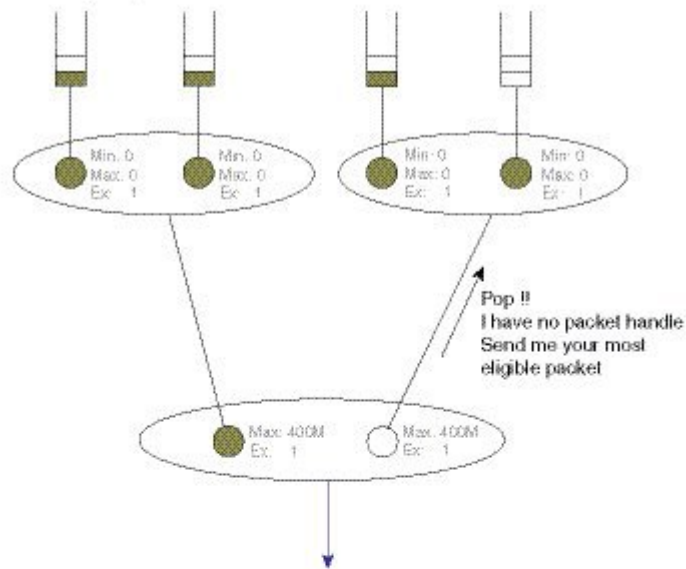 Min. 0
Max: 0
Ex: 1
Min. 0
Max: 0
Ex: 1
Min: 0
Max: 0
Ex: 1
Min: 0
Max: 0
Ex: 1
Pop !!
I have no packet handle
Send me your most
eligible packet
Max: 400M
Ex: 1
Max. 400M
Ex: 1